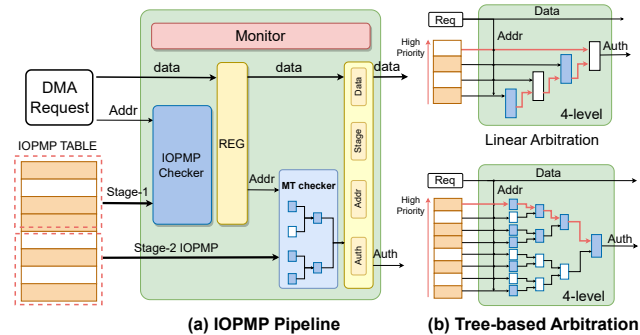 Monitor
DMA
Request
data
data
data
Addr
IOPMP TABLE
IOPMP
Checker
REG
Stage-1
Addr
MT checker
Stage-2 IOPMP
Data
Stage
Addr
Auth
Auth
(a) IOPMP Pipeline
Req
Data
High
Priority
Addr
Auth
4-level
Linear Arbitration
Req
Data
High
Priority
Addr
Auth
4-level
(b) Tree-based Arbitration